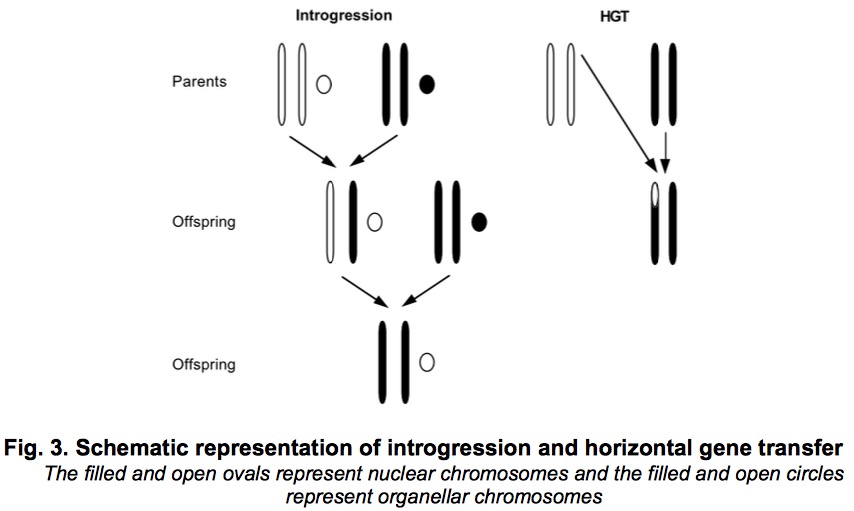 Introgression
HGT
Parents
Offspring
Offspring
Fig. 3. Schematic representation of introgression and horizontal gene transfer
The filled and open ovals represent nuclear chromosomes and the filled and open circles
represent organellar chromosomes